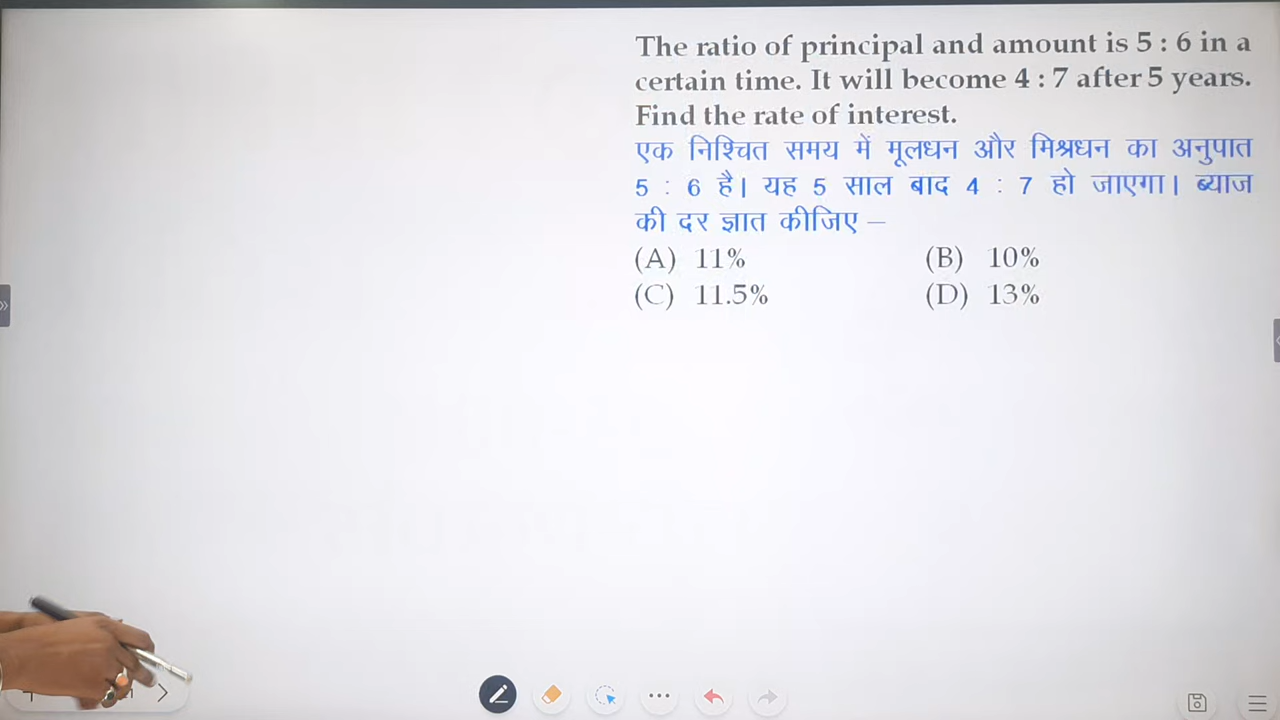 The ratio of principal and amount is 5 : 6 in a
certain time. It will become 4 : 7 after 5 years.
Find the rate of interest.
एक निश्चित समय में मूलधन और मिश्रधन का अनुपात
5 : 6 है। यह 5 साल बाद 4 : 7 हो जाएगा। ब्याज
की दर ज्ञात कीजिए –
(A) 11% (B) 10%
(C) 11.5% (D) 13%